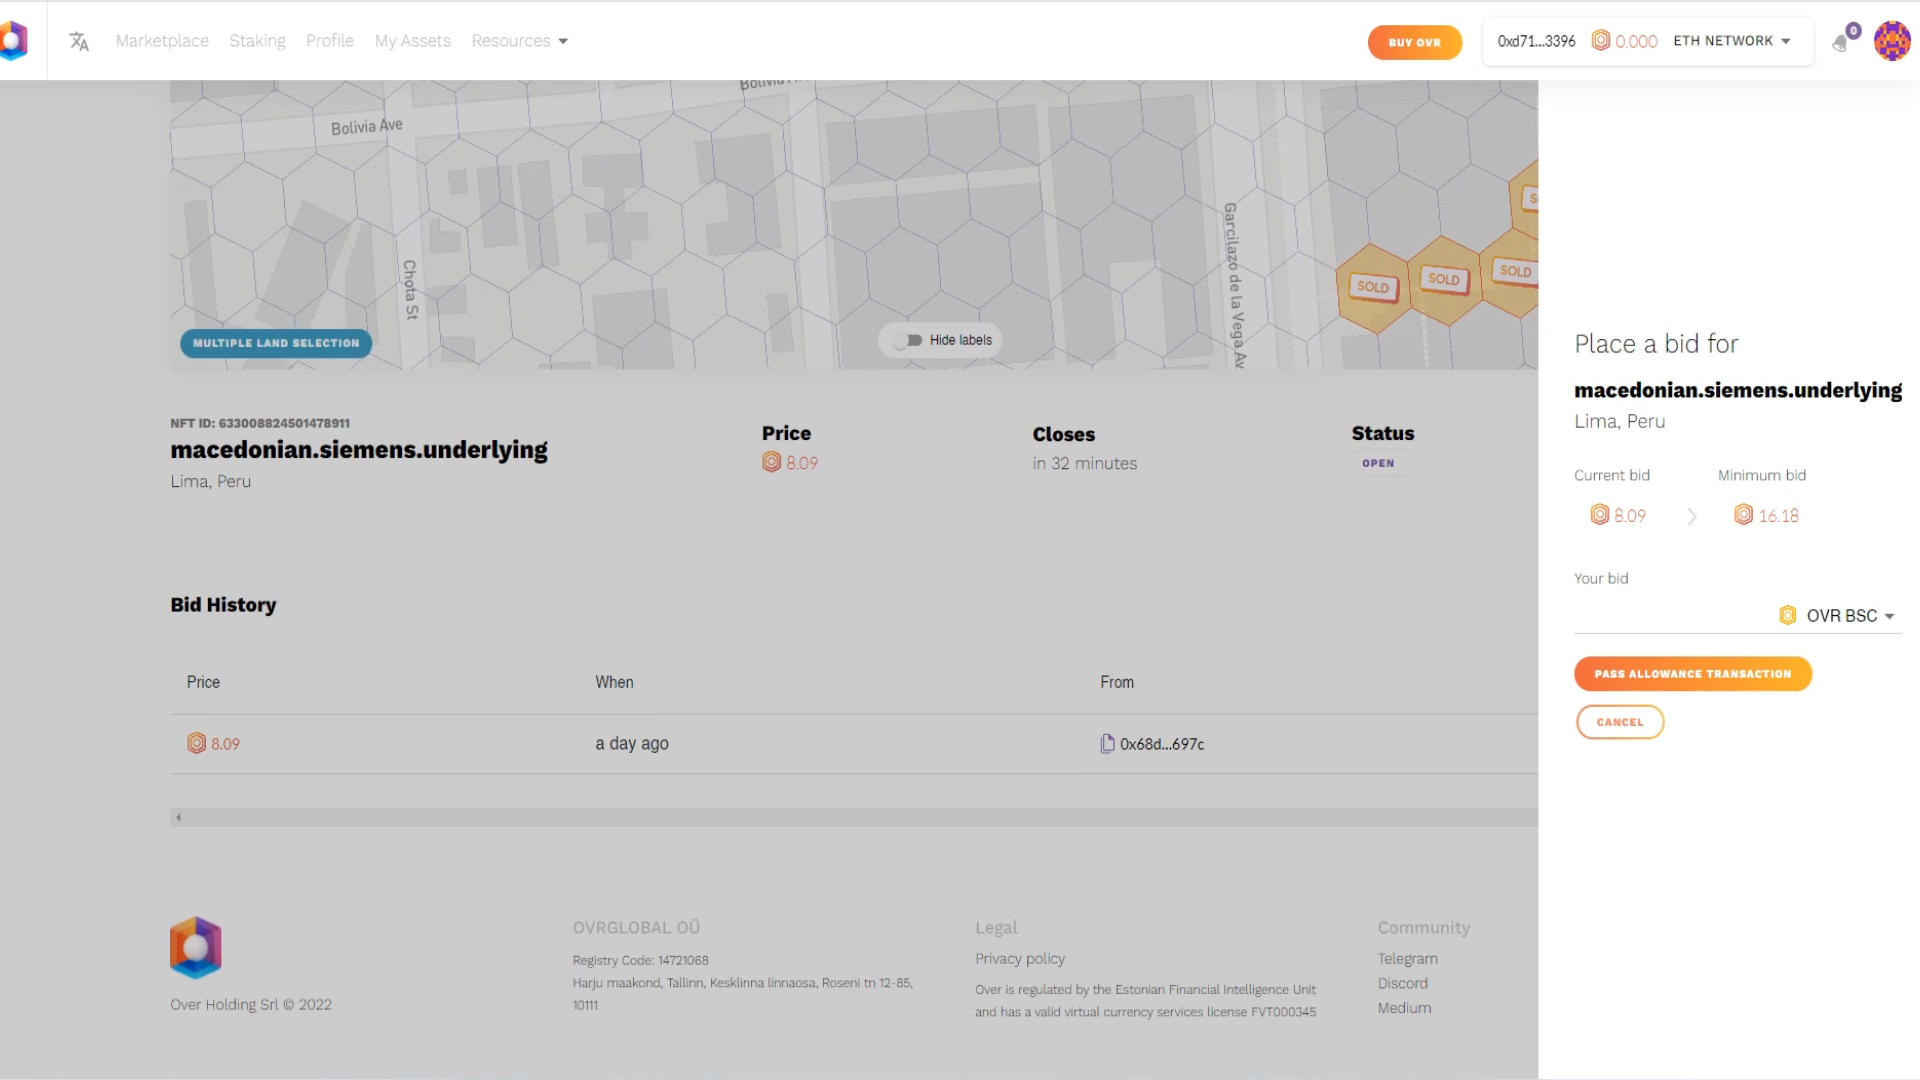 Marketplace
Staking
Profile
My Assets
Resources
BUY OVR
0xd71...3396
0.000
ETH NETWORK
0
Bolivia Ave
Chota St
Garcilazo de la Vega Av
SOLD
SOLD
SOLD
MULTIPLE LAND SELECTION
Hide labels
NFT ID: 633008824501478911
macedonian.siemens.underlying
Lima, Peru
Price
8.09
Closes
in 32 minutes
Status
OPEN
Bid History
Price
When
From
8.09
a day ago
0x68d...697c
Place a bid for
macedonian.siemens.underlying
Lima, Peru
Current bid
Minimum bid
8.09
16.18
Your bid
OVR BSC
PASS ALLOWANCE TRANSACTION
CANCEL
Over Holding Srl © 2022
OVRGLOBAL OÜ
Registry Code: 14721068
Harju maakond, Tallinn, Kesklinna linnaosa, Roseni tn 12-85,
10111
Legal
Privacy policy
Over is regulated by the Estonian Financial Intelligence Unit
and has a valid virtual currency services license FVT000345
Community
Telegram
Discord
Medium